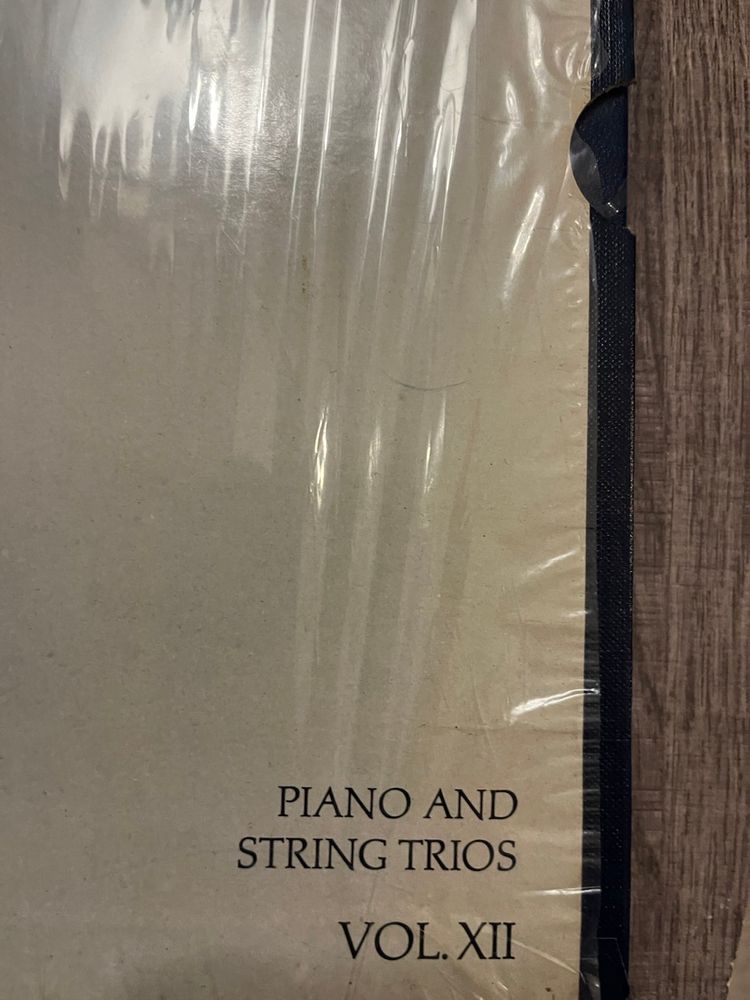 PIANO AND
STRING TRIOS
VOL. XII